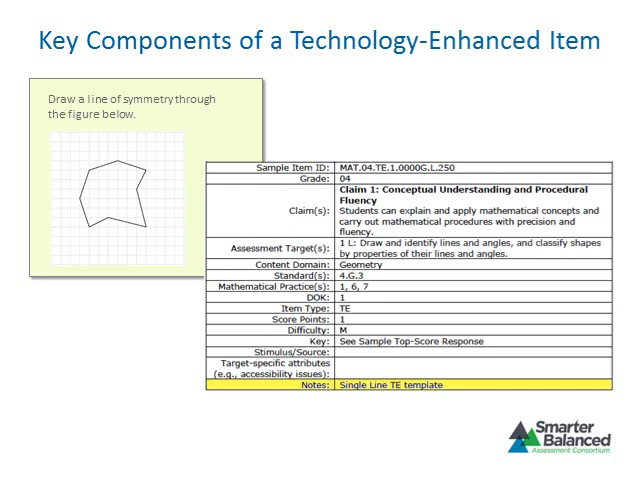 Key Components of a Technology-Enhanced Item
Draw a line of symmetry through
the figure below.
Sample Item ID: MAT.04.TE.1.0000G.L.250
Grade: 04
Claim(s): Claim 1: Conceptual Understanding and Procedural
Fluency
Students can explain and apply mathematical concepts and
carry out mathematical procedures with precision and
fluency.
Assessment Target(s): 1 L: Draw and identify lines and angles, and classify shapes
by properties of their lines and angles.
Content Domain: Geometry
Standard(s): 4.G.3
Mathematical Practice(s): 1, 6, 7
DOK: 1
Item Type: TE
Score Points: 1
Difficulty: M
Key: See Sample Top-Score Response
Stimulus/Source:
Target-specific attributes
(e.g., accessibility issues):
Notes: Single Line TE template
Smarter
Balanced
Assessment Consortium